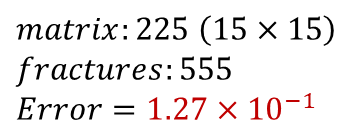 matrix: 225 (15 × 15)
fractures: 555
Error = 1.27 × 10⁻¹